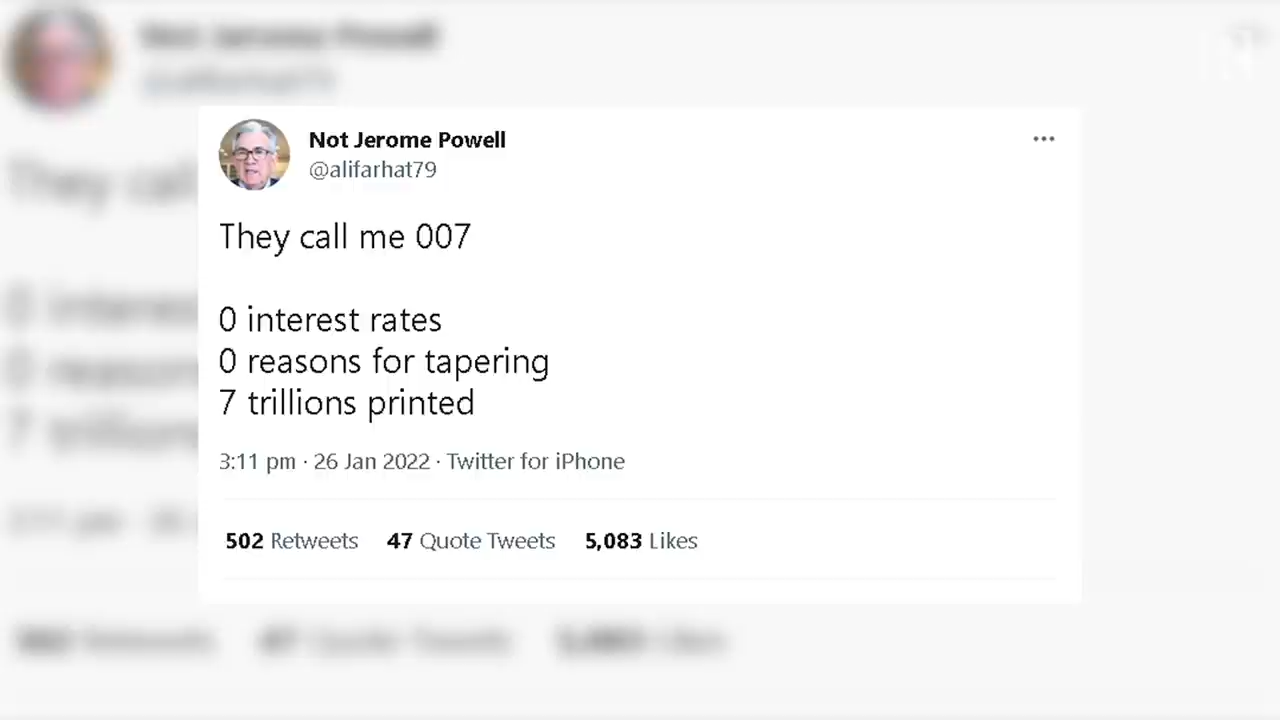 Not Jerome Powell
@alifarhat79
They call me 007
0 interest rates
0 reasons for tapering
7 trillions printed
3:11 pm · 26 Jan 2022 · Twitter for iPhone
502 Retweets 47 Quote Tweets 5,083 Likes